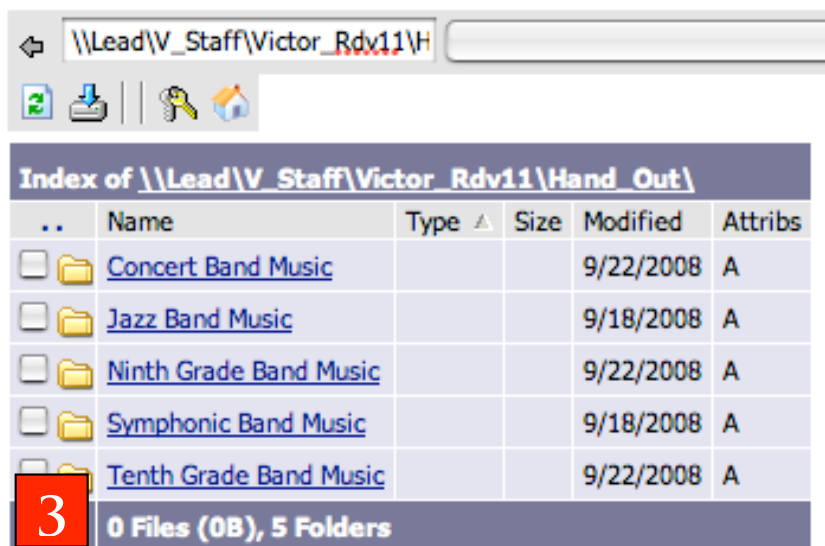 \\Lead\V_Staff\Victor_Rdv11\H
Index of \\Lead\V_Staff\Victor_Rdv11\Hand_Out\
.. Name Type Size Modified Attribs
Concert Band Music 9/22/2008 A
Jazz Band Music 9/18/2008 A
Ninth Grade Band Music 9/22/2008 A
Symphonic Band Music 9/18/2008 A
Tenth Grade Band Music 9/22/2008 A
3 0 Files (0B), 5 Folders